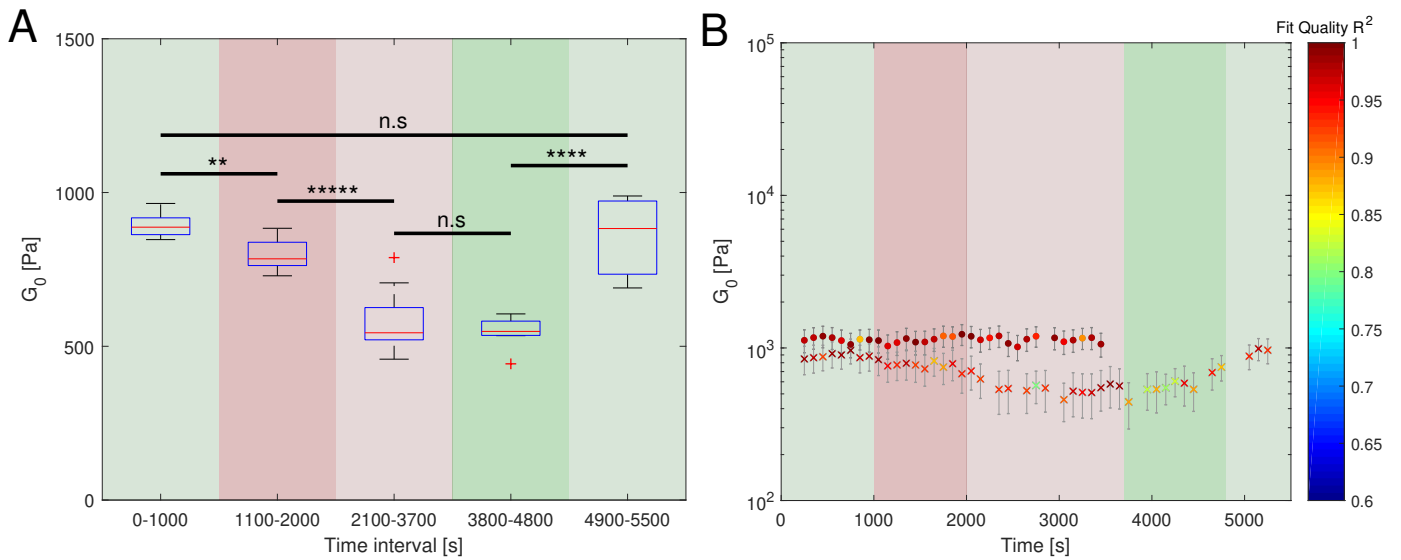 A
1500
1000
500
0
G0 [Pa]
n.s
**
*****
n.s
****
0-1000 1100-2000 2100-3700 3800-4800 4900-5500
Time interval [s]
B
Fit Quality R2
10^5
10^4
10^3
10^2
G0 [Pa]
0 1000 2000 3000 4000 5000
Time [s]
1
0.95
0.9
0.85
0.8
0.75
0.7
0.65
0.6